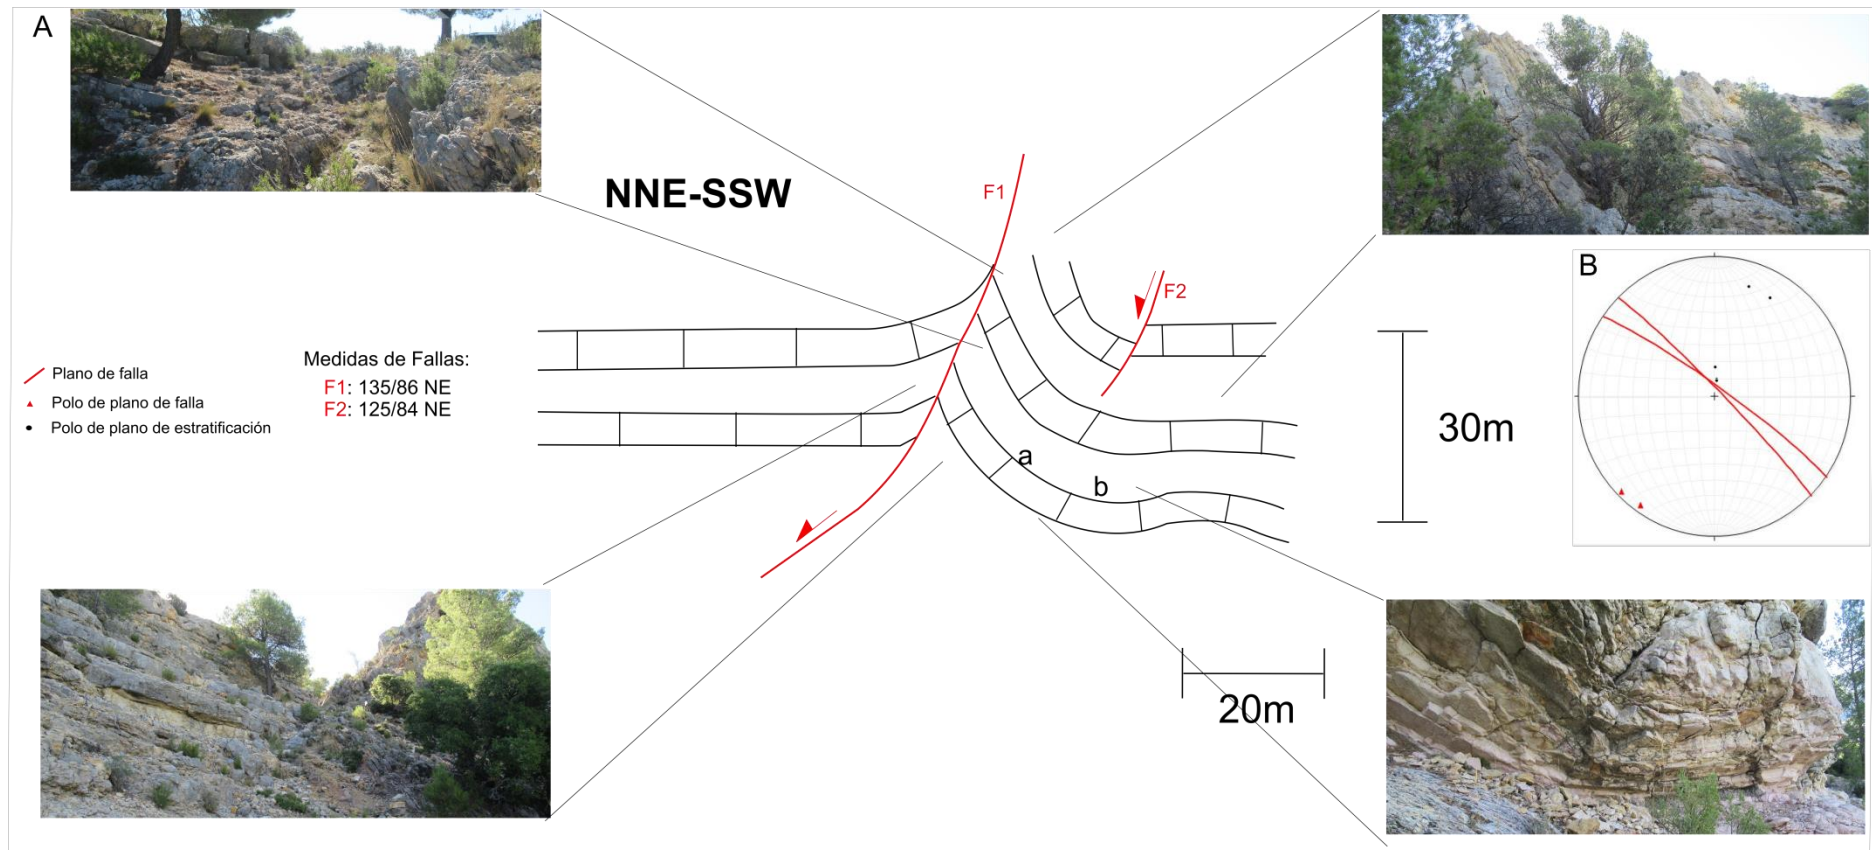 A
NNE-SSW
F1
F2
B
Plano de falla
Polo de plano de falla
Polo de plano de estratificación
Medidas de Fallas:
F1: 135/86 NE
F2: 125/84 NE
30m
a
b
20m